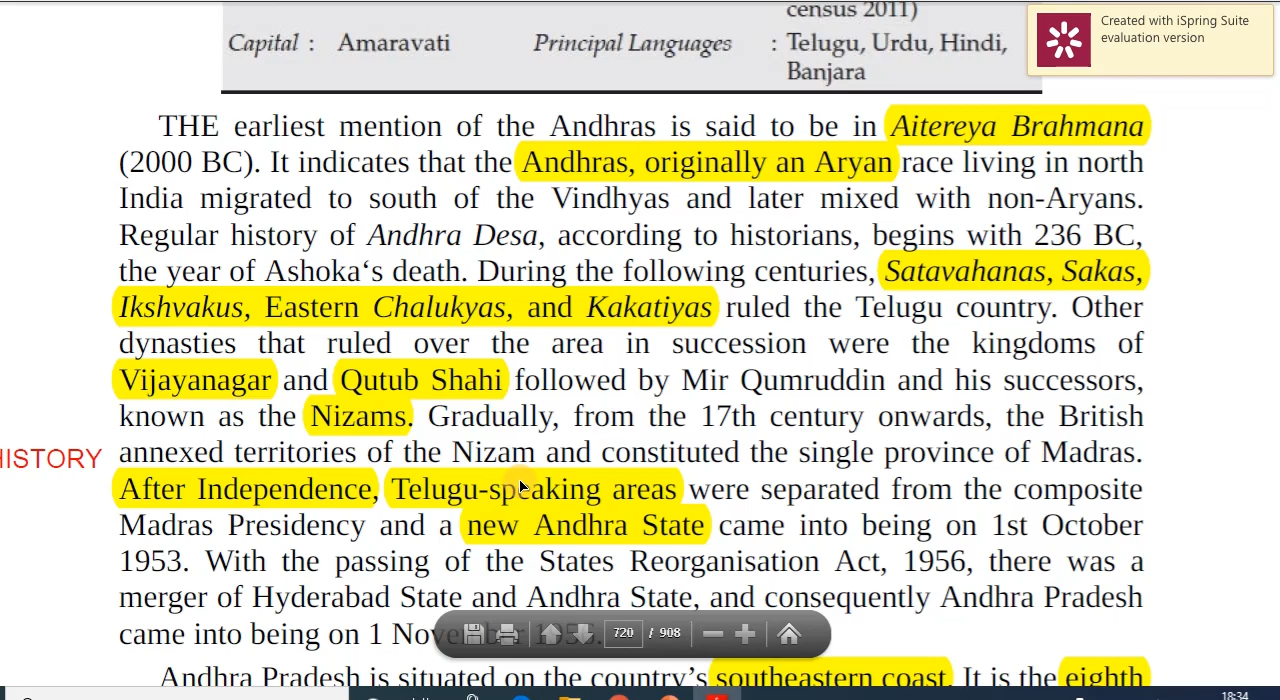 census 2011)
Capital : Amaravati Principal Languages : Telugu, Urdu, Hindi,
Banjara
Created with iSpring Suite
evaluation version
THE earliest mention of the Andhras is said to be in Aitereya Brahmana
(2000 BC). It indicates that the Andhras, originally an Aryan race living in north
India migrated to south of the Vindhyas and later mixed with non-Aryans.
Regular history of Andhra Desa, according to historians, begins with 236 BC,
the year of Ashoka‘s death. During the following centuries, Satavahanas, Sakas,
Ikshvakus, Eastern Chalukyas, and Kakatiyas ruled the Telugu country. Other
dynasties that ruled over the area in succession were the kingdoms of
Vijayanagar and Qutub Shahi followed by Mir Qumruddin and his successors,
known as the Nizams. Gradually, from the 17th century onwards, the British
HISTORY annexed territories of the Nizam and constituted the single province of Madras.
After Independence, Telugu-speaking areas were separated from the composite
Madras Presidency and a new Andhra State came into being on 1st October
1953. With the passing of the States Reorganisation Act, 1956, there was a
merger of Hyderabad State and Andhra State, and consequently Andhra Pradesh
came into being on 1 November 1956.
720 / 908
Andhra Pradesh is situated on the country’s southeastern coast. It is the eighth
18:34